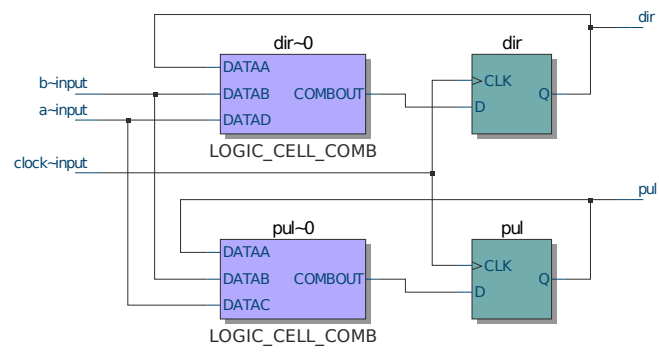 dir
dir~0
dir
DATAA
CLK
b~input
DATAB
COMBOUT
Q
D
a~input
DATAD
LOGIC_CELL_COMB
clock~input
pul
pul~0
pul
DATAA
CLK
DATAB
COMBOUT
Q
D
DATAC
LOGIC_CELL_COMB